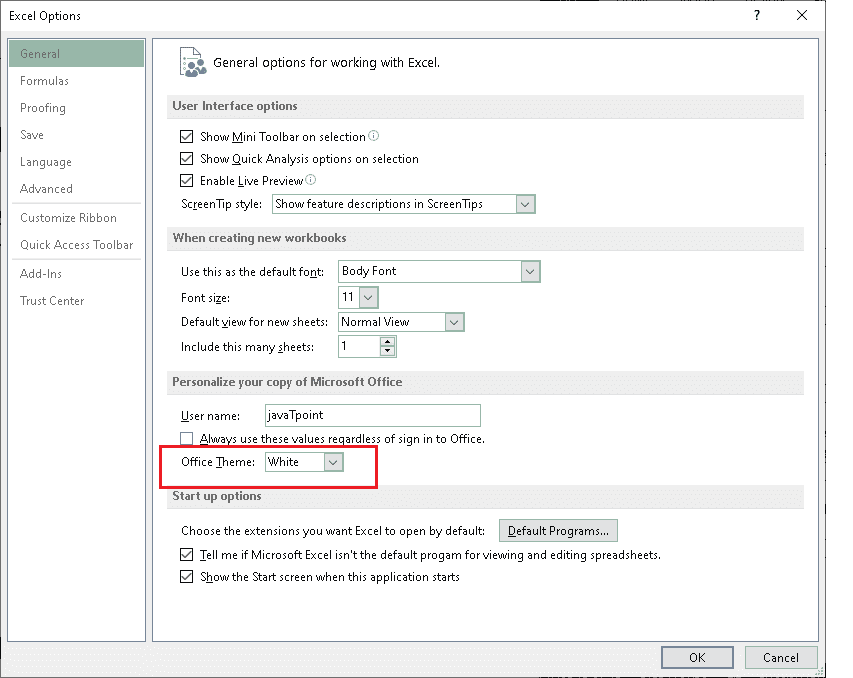 Excel Options
?
General
Formulas
Proofing
Save
Language
Advanced
Customize Ribbon
Quick Access Toolbar
Add-Ins
Trust Center
General options for working with Excel.
User Interface options
Show Mini Toolbar on selection
Show Quick Analysis options on selection
Enable Live Preview
ScreenTip style: Show feature descriptions in ScreenTips
When creating new workbooks
Use this as the default font: Body Font
Font size: 11
Default view for new sheets: Normal View
Include this many sheets: 1
Personalize your copy of Microsoft Office
User name: javaTpoint
Always use these values regardless of sign in to Office.
Office Theme: White
Start up options
Choose the extensions you want Excel to open by default: Default Programs...
Tell me if Microsoft Excel isn't the default progam for viewing and editing spreadsheets.
Show the Start screen when this application starts
OK Cancel